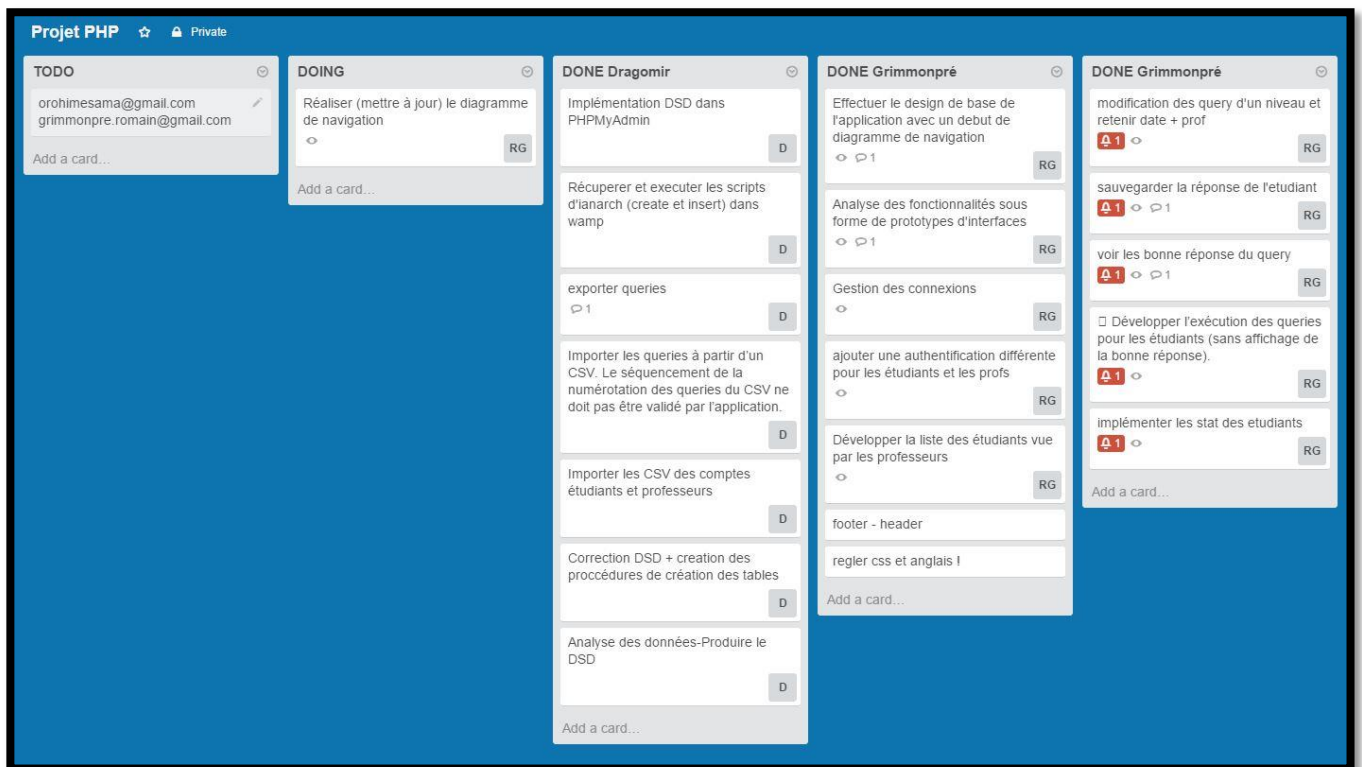 Projet PHP Private
TODO
orohimesama@gmail.com
grimmonpre.romain@gmail.com
Add a card...
DOING
Réaliser (mettre à jour) le diagramme
de navigation
RG
Add a card...
DONE Dragomir
Implémentation DSD dans
PHPMyAdmin
D
Récuperer et executer les scripts
d'ianarch (create et insert) dans
wamp
D
exporter queries
1
D
Importer les queries à partir d'un
CSV. Le séquencement de la
numérotation des queries du CSV ne
doit pas être validé par l'application.
D
Importer les CSV des comptes
étudiants et professeurs
D
Correction DSD + creation des
proccédures de création des tables
D
Analyse des données-Produire le
DSD
D
Add a card...
DONE Grimmonpré
Effectuer le design de base de
l'application avec un debut de
diagramme de navigation
1
RG
Analyse des fonctionnalités sous
forme de prototypes d'interfaces
1
RG
Gestion des connexions
RG
ajouter une authentification différente
pour les étudiants et les profs
RG
Développer la liste des étudiants vue
par les professeurs
RG
footer - header
regler css et anglais !
Add a card...
DONE Grimmonpré
modification des query d'un niveau et
retenir date + prof
1
RG
sauvegarder la réponse de l'etudiant
1 1
RG
voir les bonne réponse du query
1 1
RG
Développer l'exécution des queries
pour les étudiants (sans affichage de
la bonne réponse).
1
RG
implémenter les stat des etudiants
1
RG
Add a card...